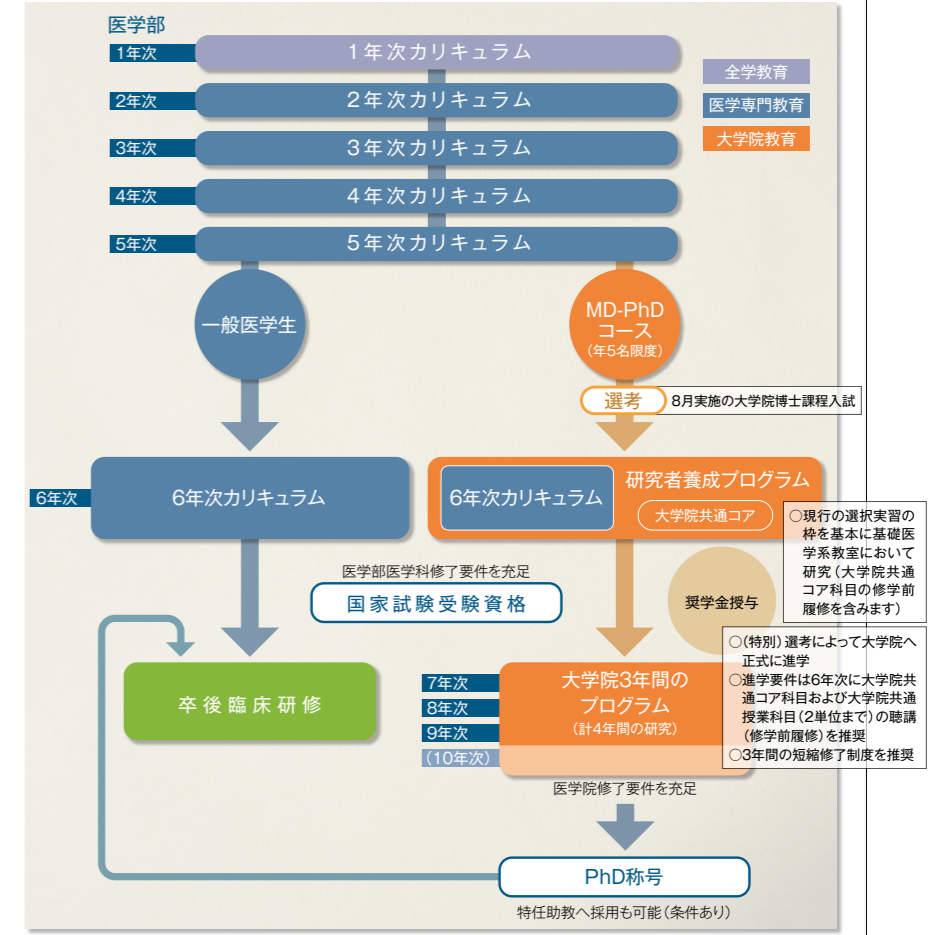 医学部
1年次
1年次カリキュラム
全学教育
2年次
2年次カリキュラム
医学専門教育
3年次
3年次カリキュラム
大学院教育
4年次
4年次カリキュラム
5年次
5年次カリキュラム
一般医学生
MD-PhD
コース
(年5名限度)
選考
8月実施の大学院博士課程入試
6年次
6年次カリキュラム
6年次カリキュラム
研究者養成プログラム
大学院共通コア
○現行の選択実習の
枠を基本に基礎医
学系教室において
研究(大学院共通
コア科目の修学前
履修を含みます)
医学部医学科修了要件を充足
国家試験受験資格
奨学金授与
○(特別)選考によって大学院へ
正式に進学
○進学要件は6年次に大学院共
通コア科目および大学院共通
授業科目(2単位まで)の聴講
(修学前履修)を推奨
○3年間の短縮修了制度を推奨
卒後臨床研修
7年次
8年次
9年次
(10年次)
大学院3年間の
プログラム
(計4年間の研究)
医学院修了要件を充足
PhD称号
特任助教へ採用も可能(条件あり)